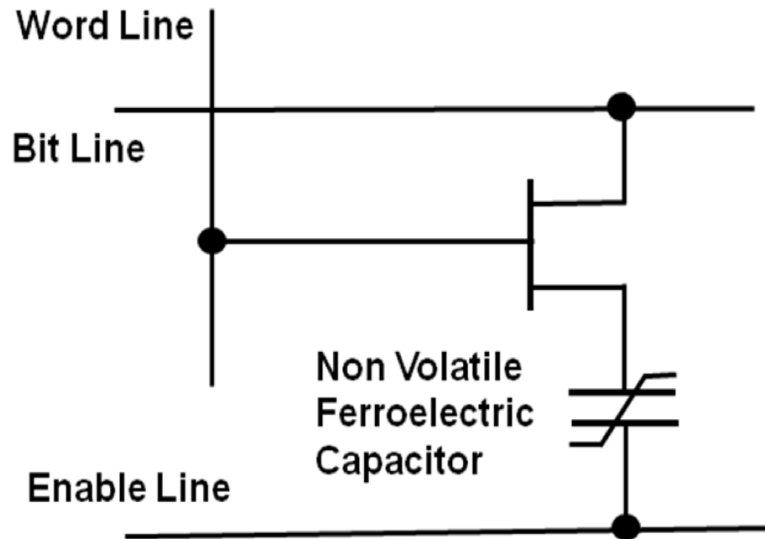 Word Line
Bit Line
Non Volatile
Ferroelectric
Capacitor
Enable Line